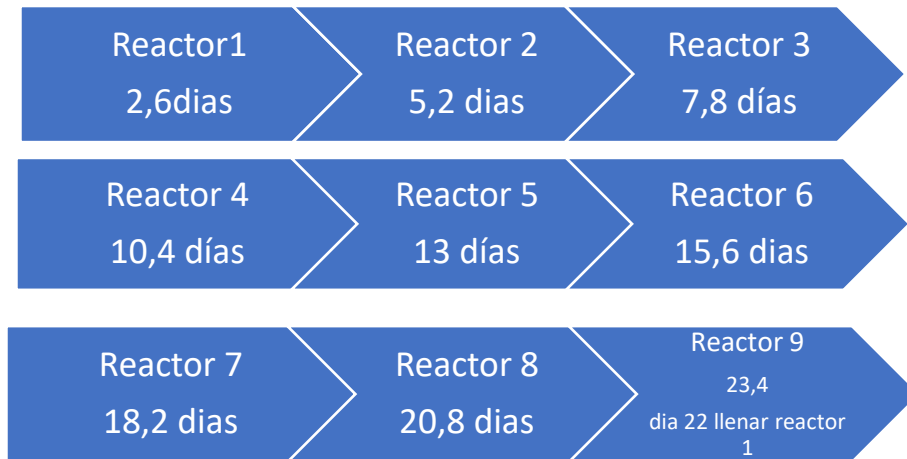 Reactor1
2,6dias
Reactor 2
5,2 dias
Reactor 3
7,8 días
Reactor 4
10,4 días
Reactor 5
13 días
Reactor 6
15,6 dias
Reactor 7
18,2 dias
Reactor 8
20,8 dias
Reactor 9
23,4
dia 22 llenar reactor
1